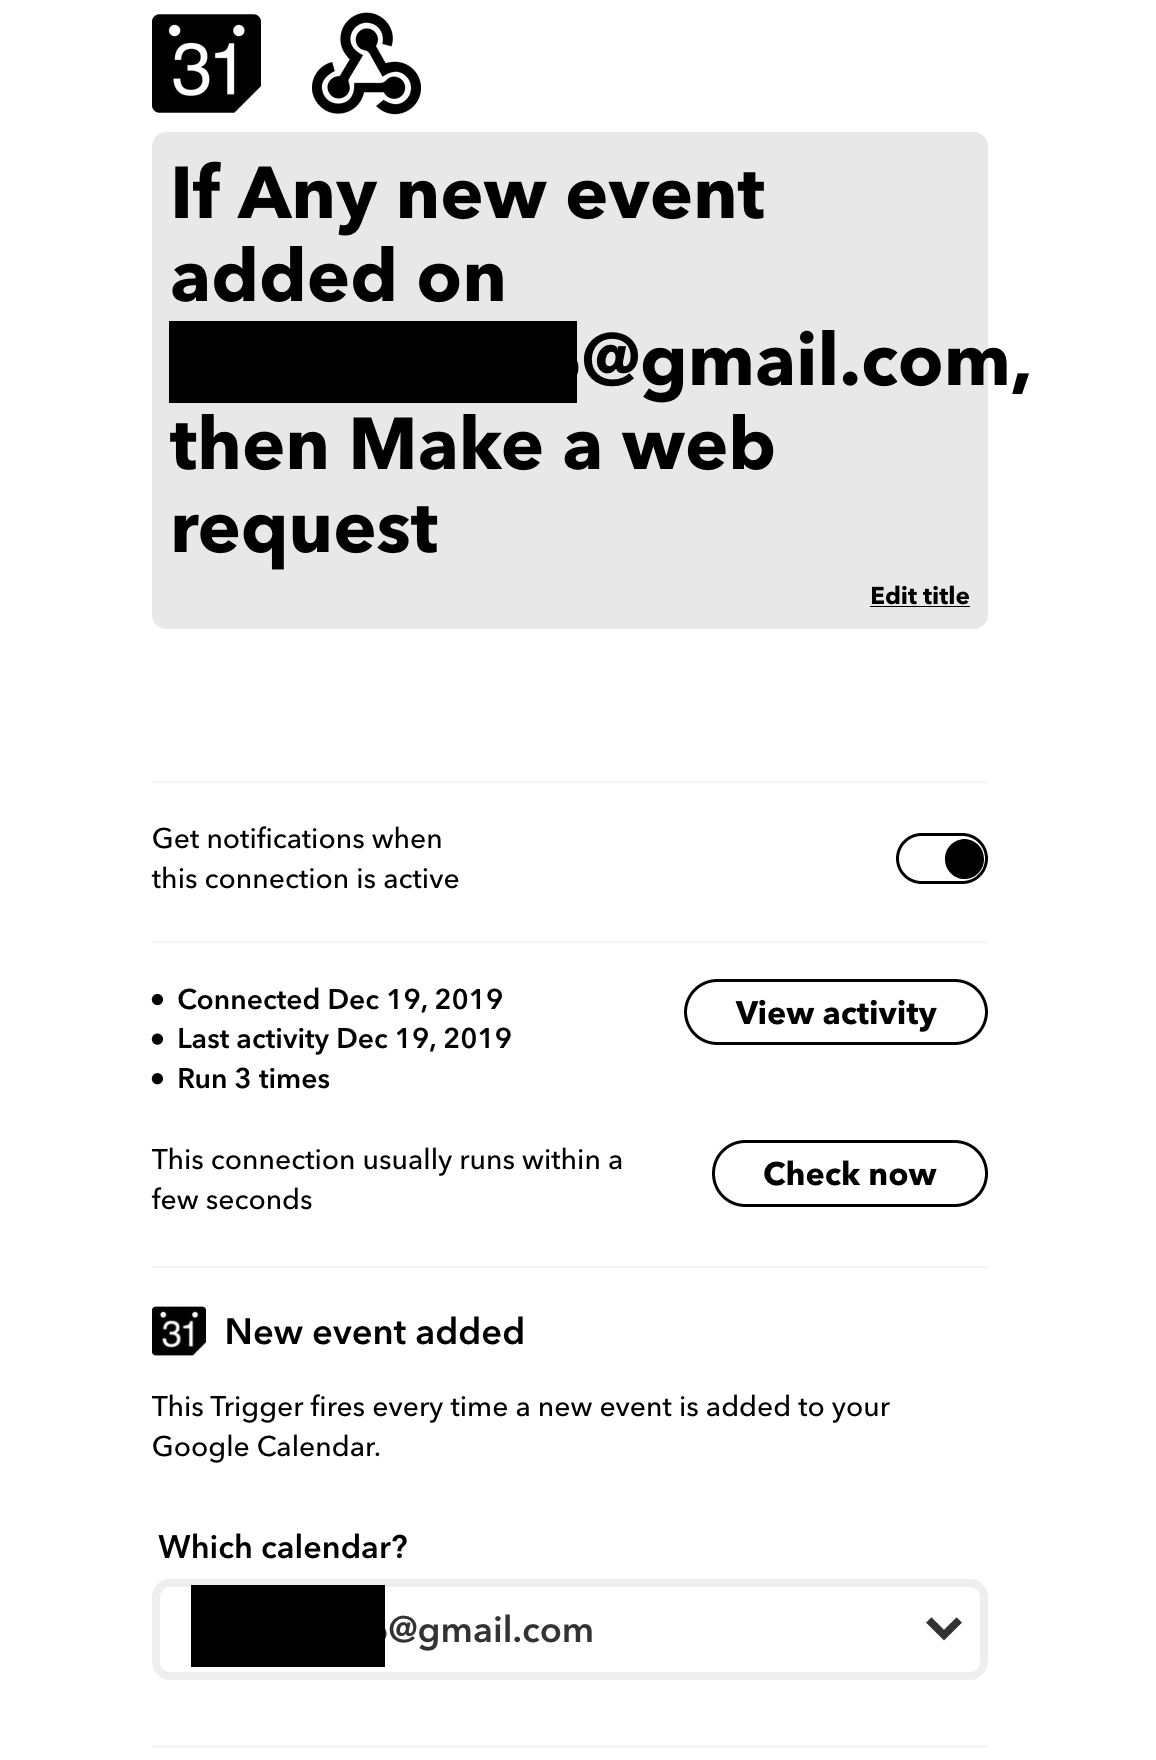 31
If Any new event
added on
@gmail.com,
then Make a web
request
Edit title
Get notifications when
this connection is active
• Connected Dec 19, 2019
• Last activity Dec 19, 2019
• Run 3 times
View activity
This connection usually runs within a
few seconds
Check now
31 New event added
This Trigger fires every time a new event is added to your
Google Calendar.
Which calendar?
@gmail.com